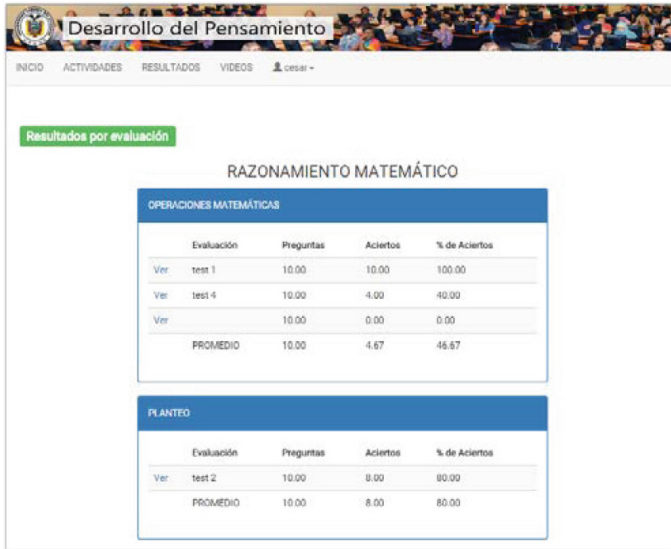 Desarrollo del Pensamiento
INICIO ACTIVIDADES RESULTADOS VIDEOS cesar
Resultados por evaluación
RAZONAMIENTO MATEMÁTICO
OPERACIONES MATEMÁTICAS
Evaluación Preguntas Aciertos % de Aciertos
Ver test 1 10.00 10.00 100.00
Ver test 4 10.00 4.00 40.00
Ver 10.00 0.00 0.00
PROMEDIO 10.00 4.67 46.67
PLANTEO
Evaluación Preguntas Aciertos % de Aciertos
Ver test 2 10.00 8.00 80.00
PROMEDIO 10.00 8.00 80.00